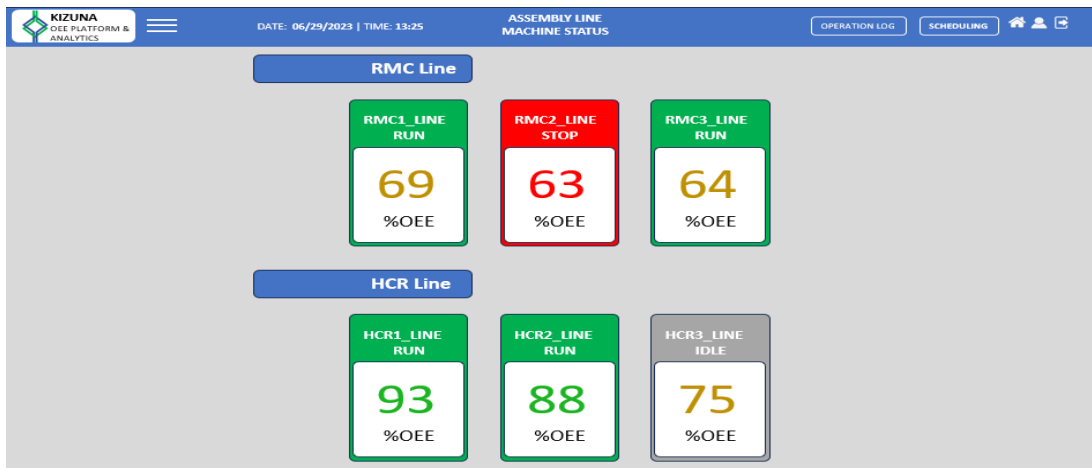 KIZUNA
OEE PLATFORM &
ANALYTICS
DATE: 06/29/2023 | TIME: 13:25
ASSEMBLY LINE
MACHINE STATUS
OPERATION LOG
SCHEDULING
RMC Line
RMC1_LINE
RUN
69
%OEE
RMC2_LINE
STOP
63
%OEE
RMC3_LINE
RUN
64
%OEE
HCR Line
HCR1_LINE
RUN
93
%OEE
HCR2_LINE
RUN
88
%OEE
HCR3_LINE
IDLE
75
%OEE